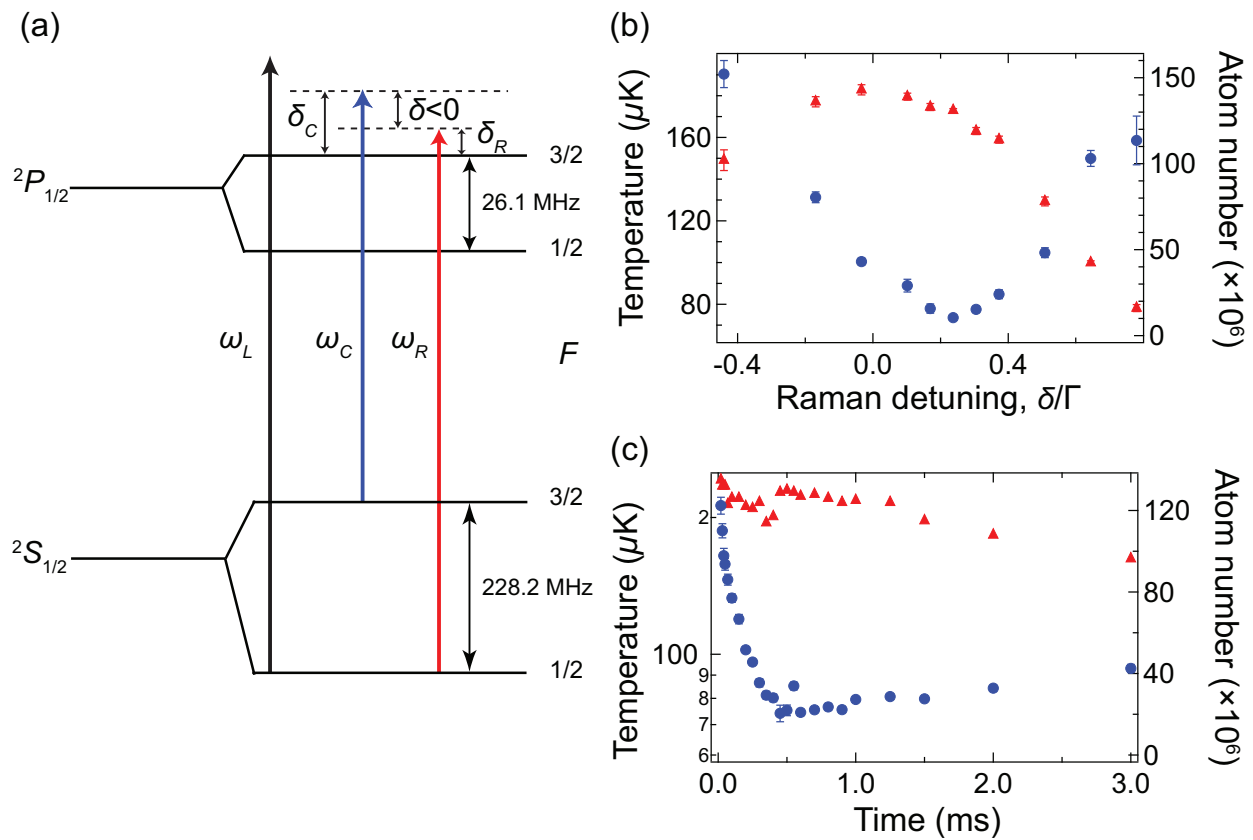 (a)
δC
δ<0
δR
3/2
²P1/2
26.1 MHz
1/2
ωL
ωC
ωR
F
3/2
²S1/2
228.2 MHz
1/2
(b)
Temperature (μK)
160
120
80
150
100
50
0
Atom number (×10⁶)
-0.4
0.0
0.4
Raman detuning, δ/Γ
(c)
Temperature (μK)
2
100
9
8
7
6
120
80
40
0
Atom number (×10⁶)
0.0
1.0
2.0
3.0
Time (ms)